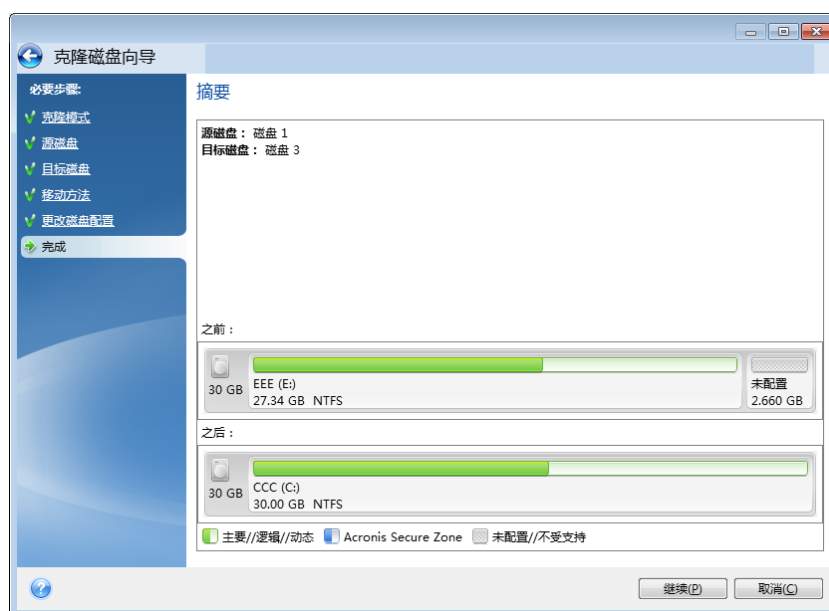 克隆磁盘向导
必要步骤:
克隆模式
源磁盘
目标磁盘
移动方法
更改磁盘配置
完成
摘要
源磁盘： 磁盘 1
目标磁盘： 磁盘 3
之前：
30 GB
EEE (E:)
27.34 GB NTFS
未配置
2.660 GB
之后：
30 GB
CCC (C:)
30.00 GB NTFS
主要//逻辑//动态 Acronis Secure Zone 未配置//不受支持
继续(P) 取消(C)